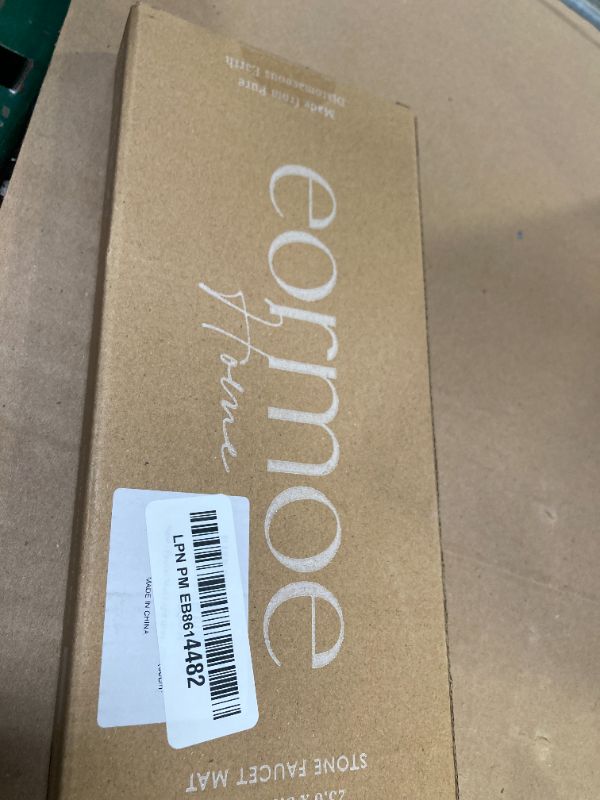 Made from Pure
Diatomaceous Earth
eormoe
Home
LPN PM EB8614482
MADE IN CHINA
STONE FAUCET MAT